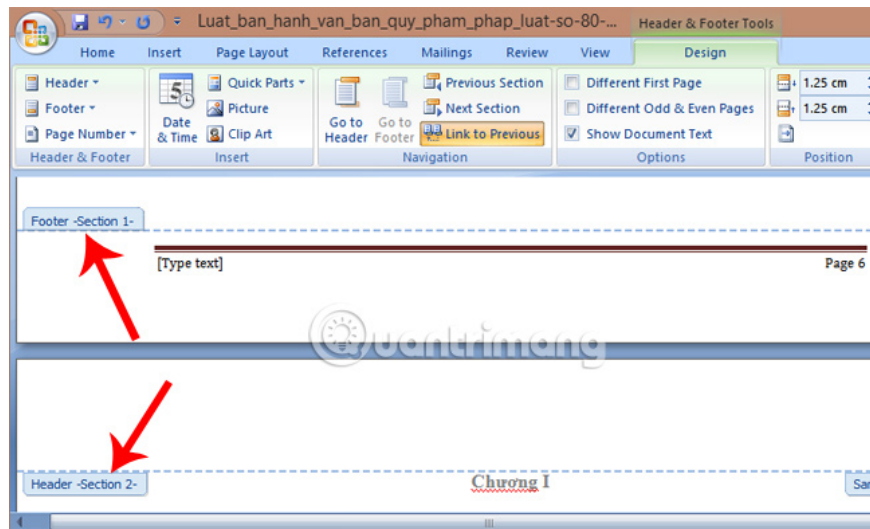 Luat_ban_hanh_van_ban_quy_pham_phap_luat-so-80-...
Header & Footer Tools
Home Insert Page Layout References Mailings Review View Design
Header
Footer
Page Number
Header & Footer
5
Date
& Time
Quick Parts
Picture
Clip Art
Insert
Go to
Header
Go to
Footer
Previous Section
Next Section
Link to Previous
Navigation
Different First Page
Different Odd & Even Pages
Show Document Text
Options
1.25 cm
1.25 cm
Position
Footer -Section 1-
[Type text] Page 6
Quantrimang
Header -Section 2-
Chương I